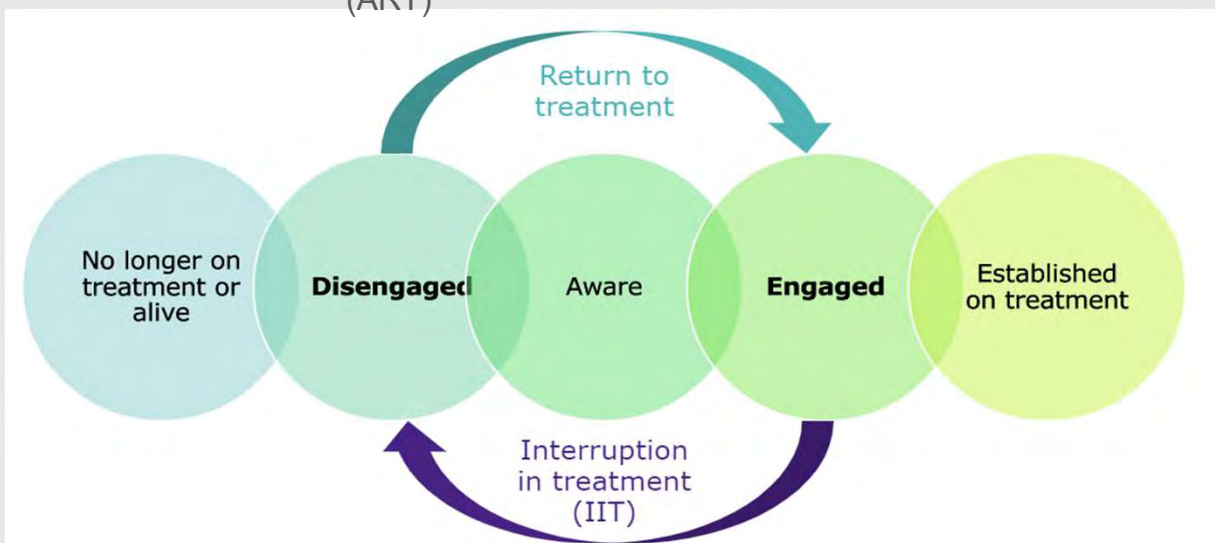 (ART)
Return to
treatment
No longer on
treatment or
alive
Disengaged
Aware
Engaged
Established
on treatment
Interruption
in treatment
(IIT)